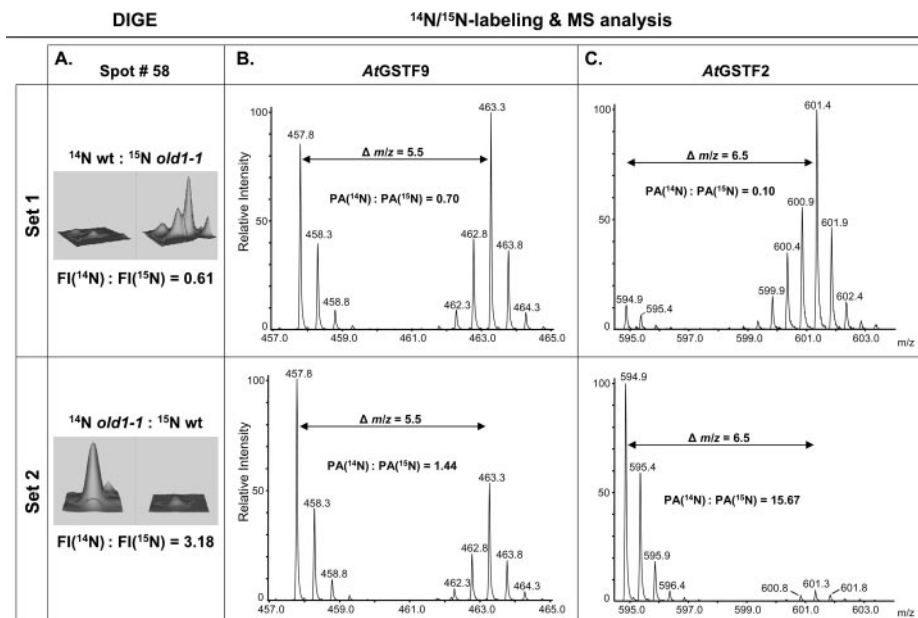 DIGE
¹⁴N/¹⁵N-labeling & MS analysis
A.
Spot # 58
B.
AtGSTF9
C.
AtGSTF2
Set 1
¹⁴N wt : ¹⁵N old1-1
FI(¹⁴N) : FI(¹⁵N) = 0.61
Relative Intensity
100
50
0
457.8
458.3
458.8
Δ m/z = 5.5
PA(¹⁴N) : PA(¹⁵N) = 0.70
462.3
462.8
463.3
463.8
464.3
457.0 459.0 461.0 463.0 465.0
100
50
0
594.9
595.4
Δ m/z = 6.5
PA(¹⁴N) : PA(¹⁵N) = 0.10
599.9
600.4
600.9
601.4
601.9
602.4
595.0 597.0 599.0 601.0 603.0 m/z
Set 2
¹⁴N old1-1 : ¹⁵N wt
FI(¹⁴N) : FI(¹⁵N) = 3.18
Relative Intensity
100
50
0
457.8
458.3
458.8
Δ m/z = 5.5
PA(¹⁴N) : PA(¹⁵N) = 1.44
462.3
462.8
463.3
463.8
464.3
457.0 459.0 461.0 463.0 465.0
100
50
0
594.9
595.4
595.9
596.4
Δ m/z = 6.5
PA(¹⁴N) : PA(¹⁵N) = 15.67
600.8
601.3
601.8
595.0 597.0 599.0 601.0 603.0 m/z